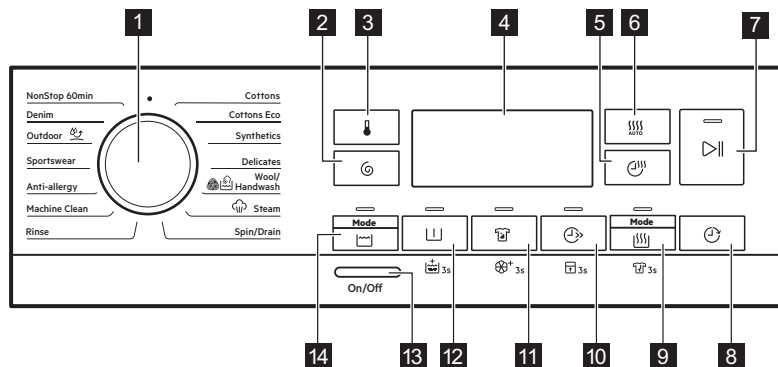 1
2
3
4
5
6
7
NonStop 60min
Denim
Outdoor
Sportswear
Anti-allergy
Machine Clean
Rinse
Cottons
Cottons Eco
Synthetics
Delicates
Wool/
Handwash
Steam
Spin/Drain
AUTO
Mode
Mode
3s
3s
3s
3s
On/Off
14
13
12
11
10
9
8